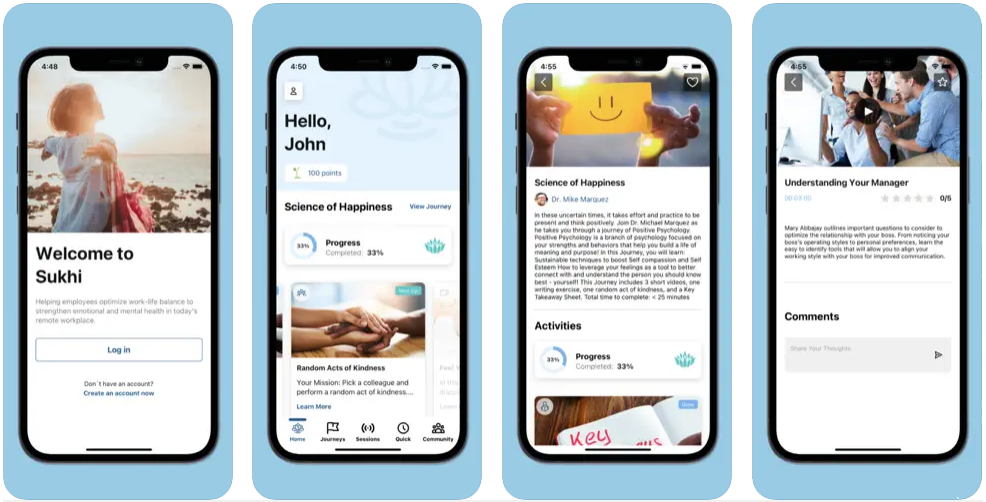 4:48
Welcome to
Sukhi
Helping employees optimize work-life balance to
strengthen emotional and mental health in today's
remote workplace.
Log in
Don`t have an account?
Create an account now
4:50
Hello,
John
100 points
Science of Happiness
View Journey
33%
Progress
Completed: 33%
Next Up
Random Acts of Kindness
Your Mission: Pick a colleague and
perform a random act of kindness....
Learn More
Learn
Home
Journeys
Sessions
Quick
Community
4:55
Science of Happiness
Dr. Mike Marquez
In these uncertain times, it takes effort and practice to be
present and think positively. Join Dr. Michael Marquez as
he takes you through a journey of Positive Psychology.
Positive Psychology is a branch of psychology focused on
your strengths and behaviors that help you build a life of
meaning and purpose! in this Journey, you will learn:
Sustainable techniques to boost Self compassion and Self
Esteem How to leverage your feelings as a tool to better
connect with and understand the person you should know
best - yourself! This Journey includes 3 short videos, one
writing exercise, one random act of kindness, and a Key
Takeaway Sheet. Total time to complete: < 25 minutes
Activities
33%
Progress
Completed: 33%
Done
Key
4:55
Understanding Your Manager
00:03:05
0/5
Mary Abbajay outlines important questions to consider to
optimize the relationship with your boss. From noticing your
boss's operating styles to personal preferences, learn the
easy to identify tools that will allow you to align your
working style with your boss for improved communication.
Comments
Share Your Thoughts